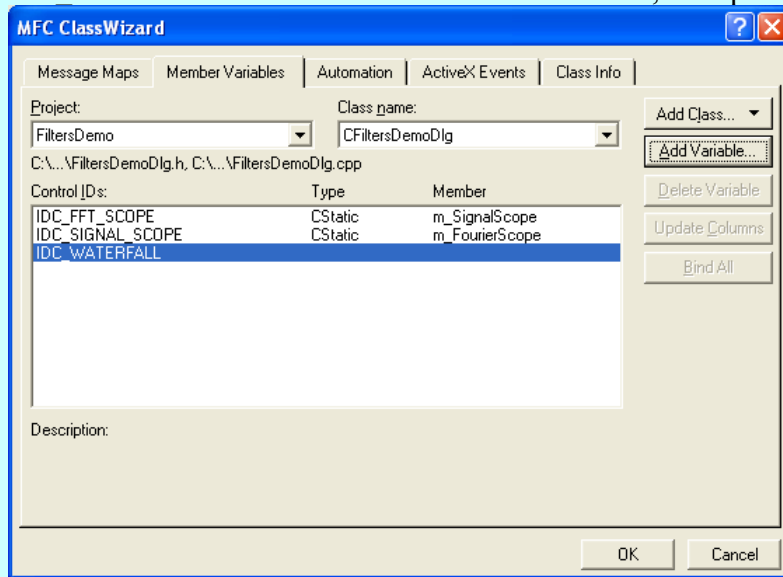 MFC ClassWizard
Message Maps Member Variables Automation ActiveX Events Class Info
Project: Class name:
FiltersDemo CFiltersDemoDlg
Add Class...
C:\...\FiltersDemoDlg.h, C:\...\FiltersDemoDlg.cpp
Add Variable...
Control IDs: Type Member
Delete Variable
IDC_FFT_SCOPE CStatic m_SignalScope
IDC_SIGNAL_SCOPE CStatic m_FourierScope
Update Columns
IDC_WATERFALL
Bind All
Description:
OK Cancel